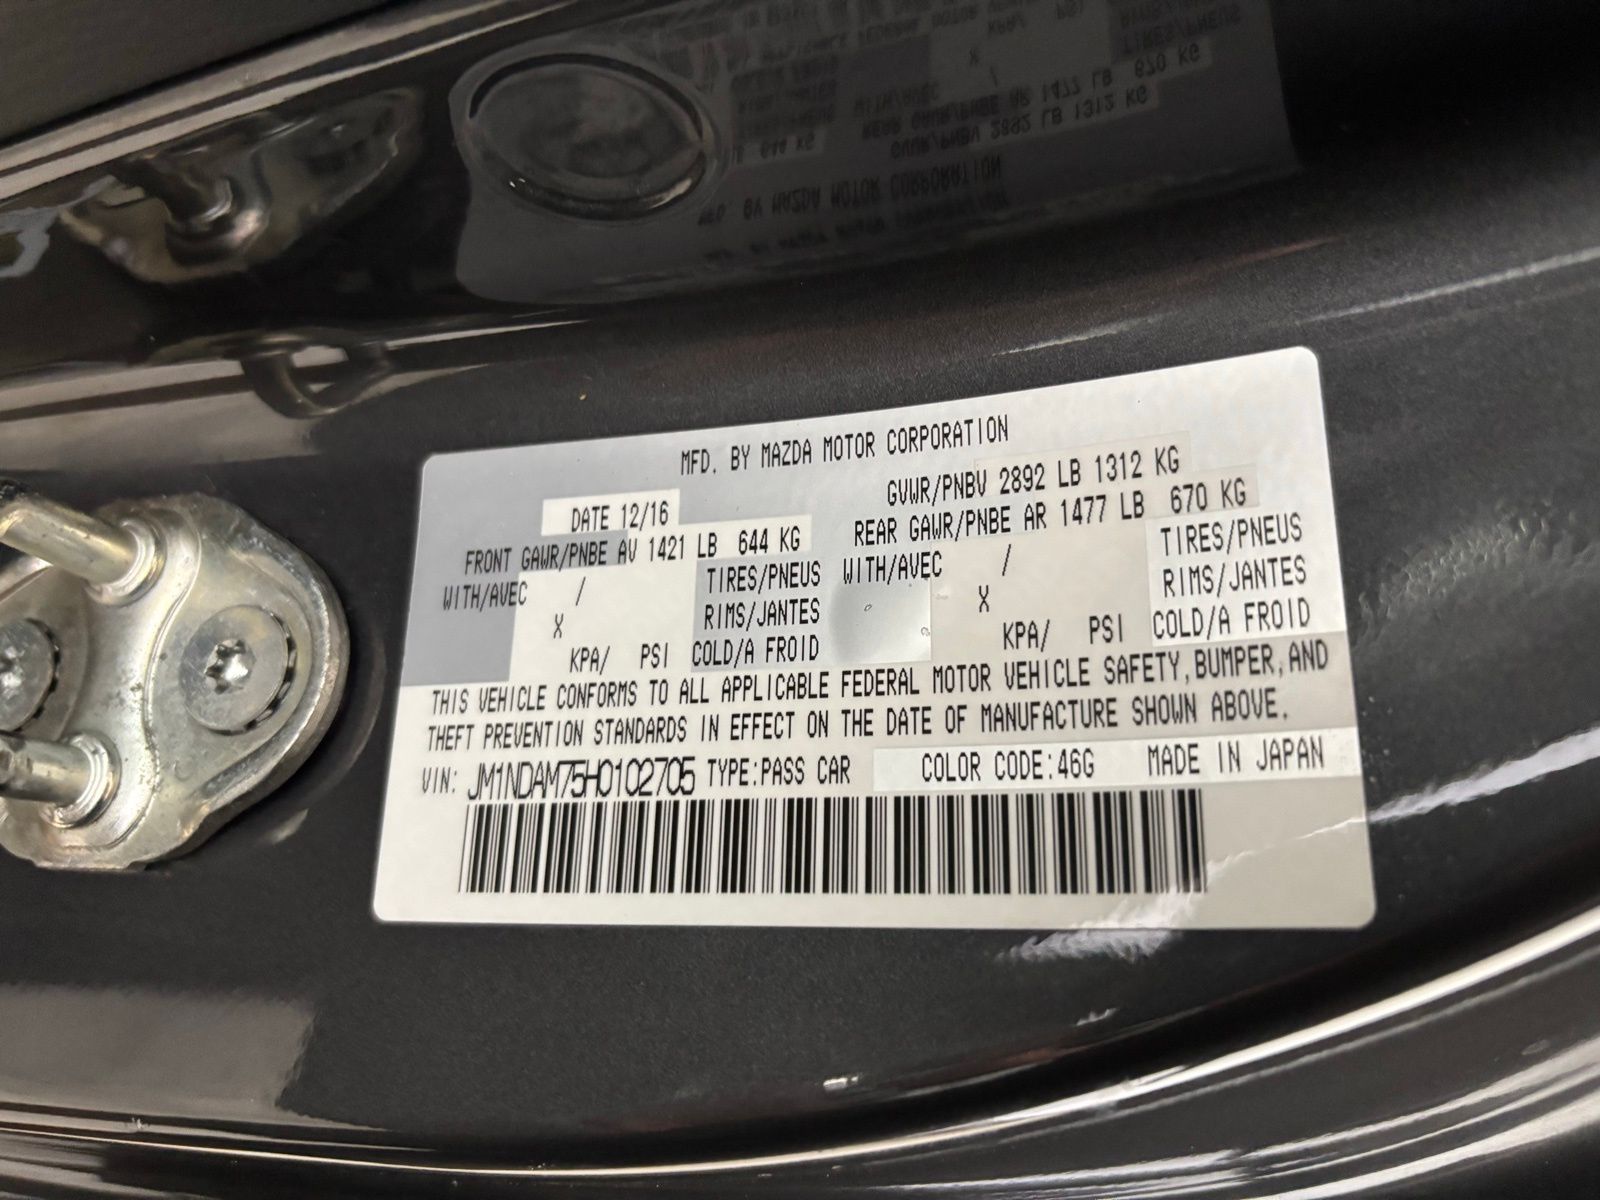 MFD. BY MAZDA MOTOR CORPORATION
DATE 12/16
GVWR/PNBV 2892 LB 1312 KG
FRONT GAWR/PNBE AV 1421 LB 644 KG
REAR GAWR/PNBE AR 1477 LB 670 KG
WITH/AVEC / TIRES/PNEUS WITH/AVEC / TIRES/PNEUS
X RIMS/JANTES X RIMS/JANTES
KPA/ PSI COLD/A FROID KPA/ PSI COLD/A FROID
THIS VEHICLE CONFORMS TO ALL APPLICABLE FEDERAL MOTOR VEHICLE SAFETY, BUMPER, AND
THEFT PREVENTION STANDARDS IN EFFECT ON THE DATE OF MANUFACTURE SHOWN ABOVE.
VIN: JM1NDAM75H0102705 TYPE:PASS CAR COLOR CODE:46G MADE IN JAPAN